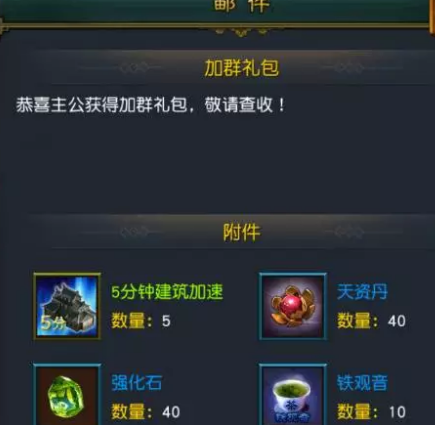 邮件
加群礼包
恭喜主公获得加群礼包，敬请查收！
附件
5分钟建筑加速
数量：5
天资丹
数量：40
5分
强化石
数量：40
铁观音
数量：10
茶